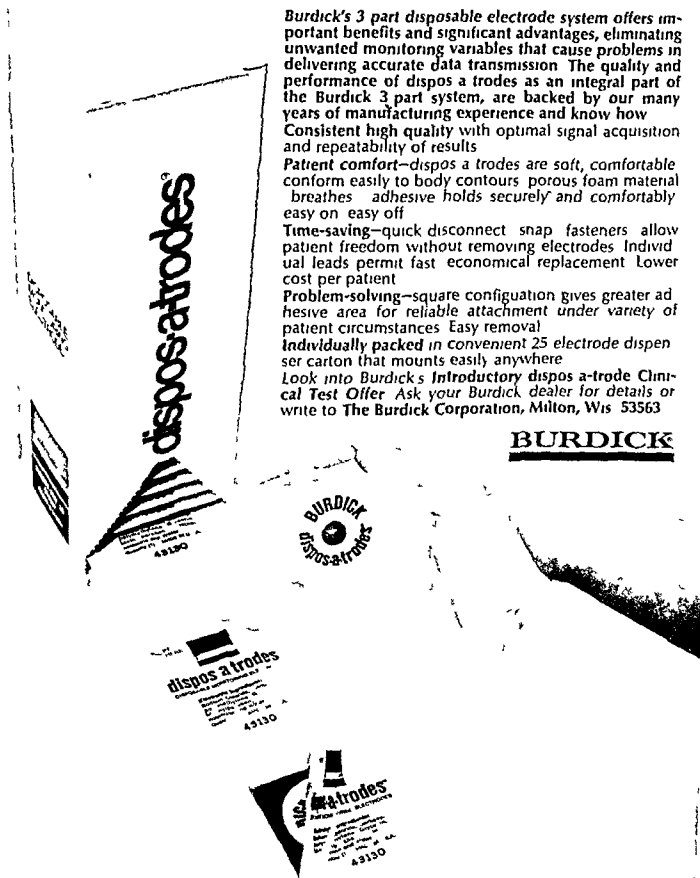 Burdick's 3 part disposable electrode system offers im-
portant benefits and significant advantages, eliminating
unwanted monitoring variables that cause problems in
delivering accurate data transmission The quality and
performance of dispos a trodes as an integral part of
the Burdick 3 part system, are backed by our many
years of manufacturing experience and know how
Consistent high quality with optimal signal acquisition
and repeatability of results
Patient comfort—dispos a trodes are soft, comfortable
conform easily to body contours porous foam material
breathes adhesive holds securely and comfortably
easy on easy off
Time-saving—quick disconnect snap fasteners allow
patient freedom without removing electrodes Individ
ual leads permit fast economical replacement Lower
cost per patient
Problem-solving—square configuation gives greater ad
hesive area for reliable attachment under variety of
patient circumstances Easy removal
Individually packed in convenient 25 electrode dispen
ser carton that mounts easily anywhere
Look into Burdick s Introductory dispos a-trode Clini-
cal Test Offer Ask your Burdick dealer for details or
write to The Burdick Corporation, Milton, Wis 53563
BURDICK
dispos-a-trodes®
43130
BURDICK
dispos-a-trodes
dispos a trodes
43130
a-trodes
43130